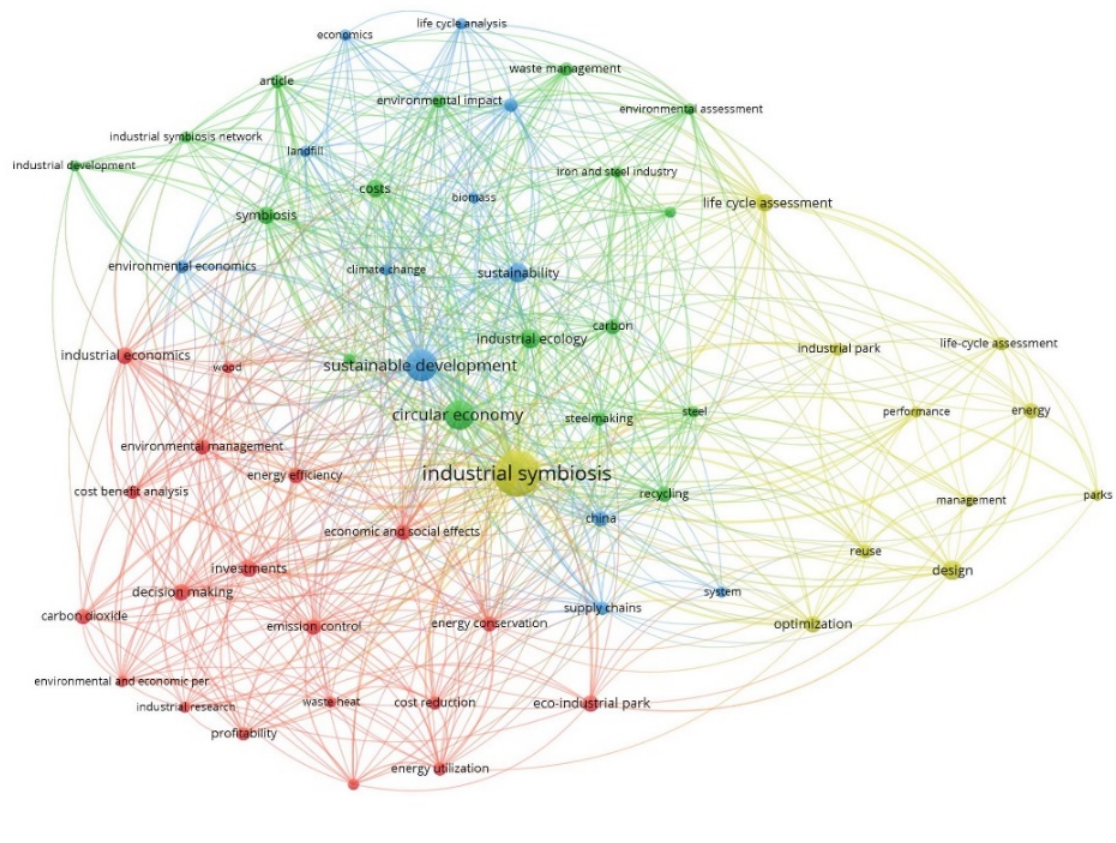 life cycle analysis
economics
waste management
article
environmental impact
environmental assessment
industrial symbiosis network
landfill
industrial development
iron and steel industry
costs
biomass
life cycle assessment
symbiosis
environmental economics
climate change
sustainability
carbon
industrial ecology
life-cycle assessment
industrial park
industrial economics
wood
sustainable development
circular economy
steelmaking
steel
performance
energy
environmental management
industrial symbiosis
energy efficiency
cost benefit analysis
recycling
parks
management
china
economic and social effects
reuse
investments
design
decision making
system
supply chains
carbon dioxide
emission control
energy conservation
optimization
environmental and economic per
waste heat
cost reduction
eco-industrial park
industrial research
profitability
energy utilization